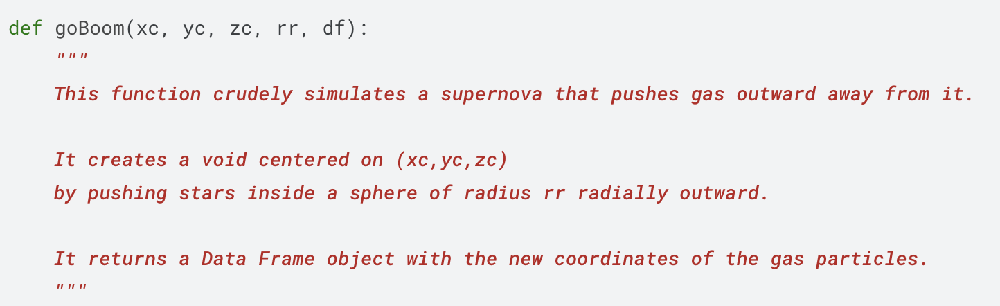 def goBoom(xc, yc, zc, rr, df):
"""
This function crudely simulates a supernova that pushes gas outward away from it.
It creates a void centered on (xc,yc,zc)
by pushing stars inside a sphere of radius rr radially outward.
It returns a Data Frame object with the new coordinates of the gas particles.
"""